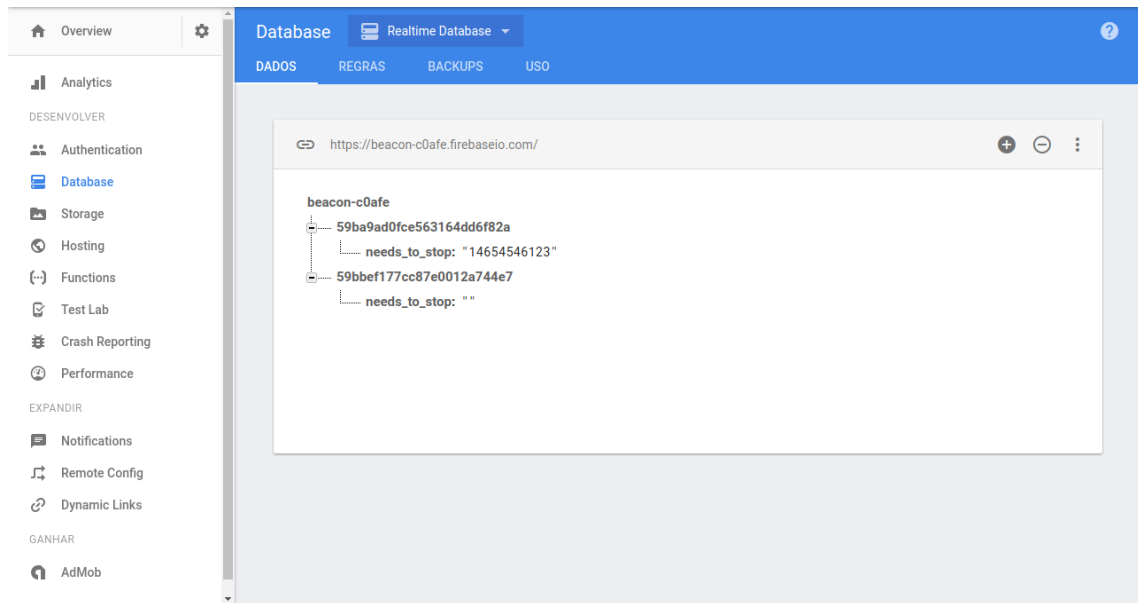 Overview
Analytics
DESENVOLVER
Authentication
Database
Storage
Hosting
Functions
Test Lab
Crash Reporting
Performance
EXPANDIR
Notifications
Remote Config
Dynamic Links
GANHAR
AdMob
Database Realtime Database
DADOS REGRAS BACKUPS USO
https://beacon-c0afe.firebaseio.com/
beacon-c0afe
59ba9ad0fce563164dd6f82a
needs_to_stop: "14654546123"
59bbef177cc87e0012a744e7
needs_to_stop: ""